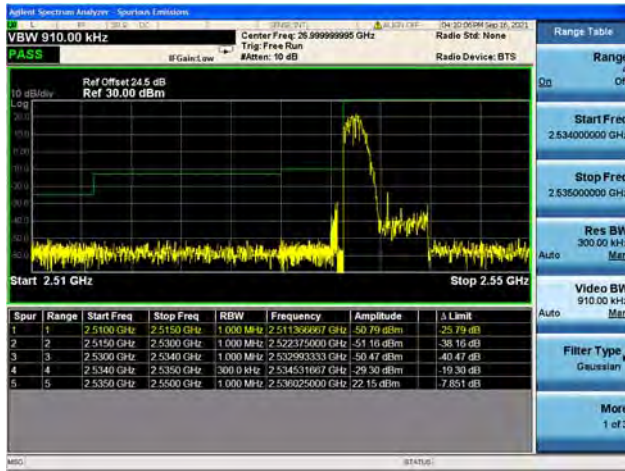 Agilent Spectrum Analyzer - Spurious Emissions
SENSE:INT
ALIGN OFF
04:10:06 PM Sep 16, 2021
VBW 910.00 kHz
Center Freq: 26.999999995 GHz
Radio Std: None
Trig: Free Run
PASS
IFGain:Low
#Atten: 10 dB
Radio Device: BTS
Ref Offset 24.5 dB
10 dB/div
Ref 30.00 dBm
Log
Start 2.51 GHz
Stop 2.55 GHz
Spur Range Start Freq Stop Freq RBW Frequency Amplitude Δ Limit
1 1 2.5100 GHz 2.5150 GHz 1.000 MHz 2.511366667 GHz -50.79 dBm -25.79 dB
2 2 2.5150 GHz 2.5300 GHz 1.000 MHz 2.522375000 GHz -51.16 dBm -38.16 dB
3 3 2.5300 GHz 2.5340 GHz 1.000 MHz 2.532993333 GHz -50.47 dBm -40.47 dB
4 4 2.5340 GHz 2.5350 GHz 300.0 kHz 2.534531667 GHz -29.30 dBm -19.30 dB
5 5 2.5350 GHz 2.5500 GHz 1.000 MHz 2.536025000 GHz 22.15 dBm -7.851 dB
MSG
STATUS
Range Table
Range
On
Start Freq
2.534000000 GHz
Stop Freq
2.535000000 GHz
Res BW
300.00 kHz
Auto Man
Video BW
910.00 kHz
Auto Man
Filter Type
Gaussian
More
1 of